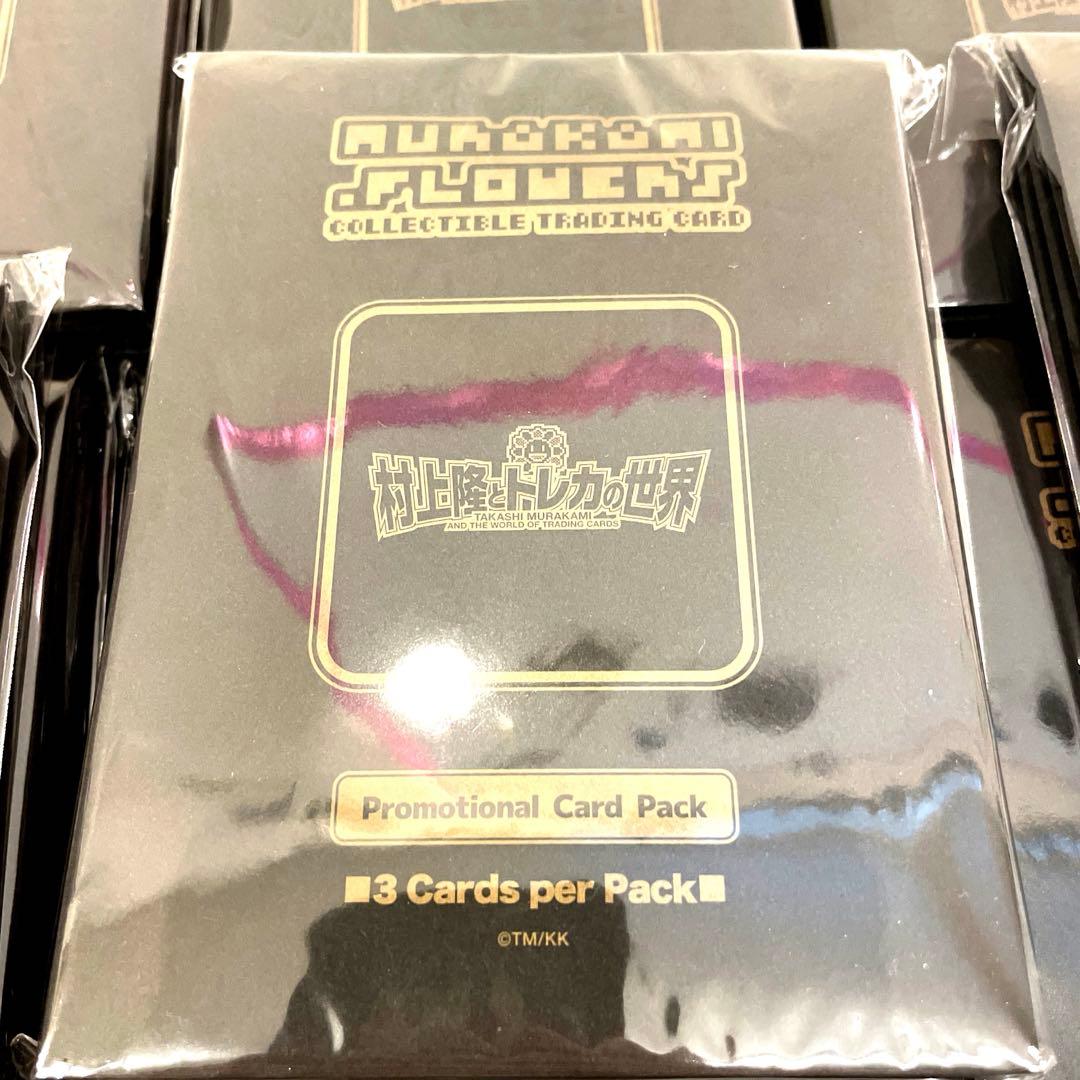 MURAKAMI
.FLOWERS
COLLECTIBLE TRADING CARD
村上隆とトレカの世界
TAKASHI MURAKAMI
AND THE WORLD OF TRADING CARDS
Promotional Card Pack
■3 Cards per Pack■
©TM/KK